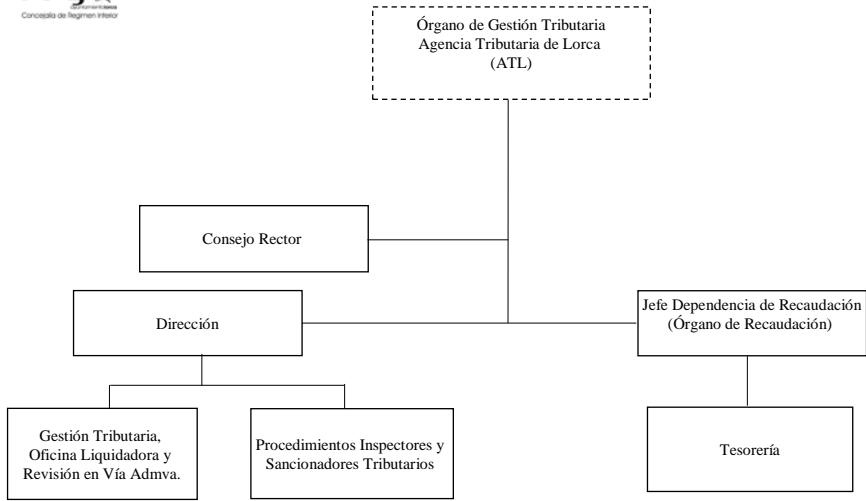 Concejalía de Regimen Interior
Órgano de Gestión Tributaria
Agencia Tributaria de Lorca
(ATL)
Consejo Rector
Dirección
Jefe Dependencia de Recaudación
(Órgano de Recaudación)
Gestión Tributaria,
Oficina Liquidadora y
Revisión en Vía Admva.
Procedimientos Inspectores y
Sancionadores Tributarios
Tesorería